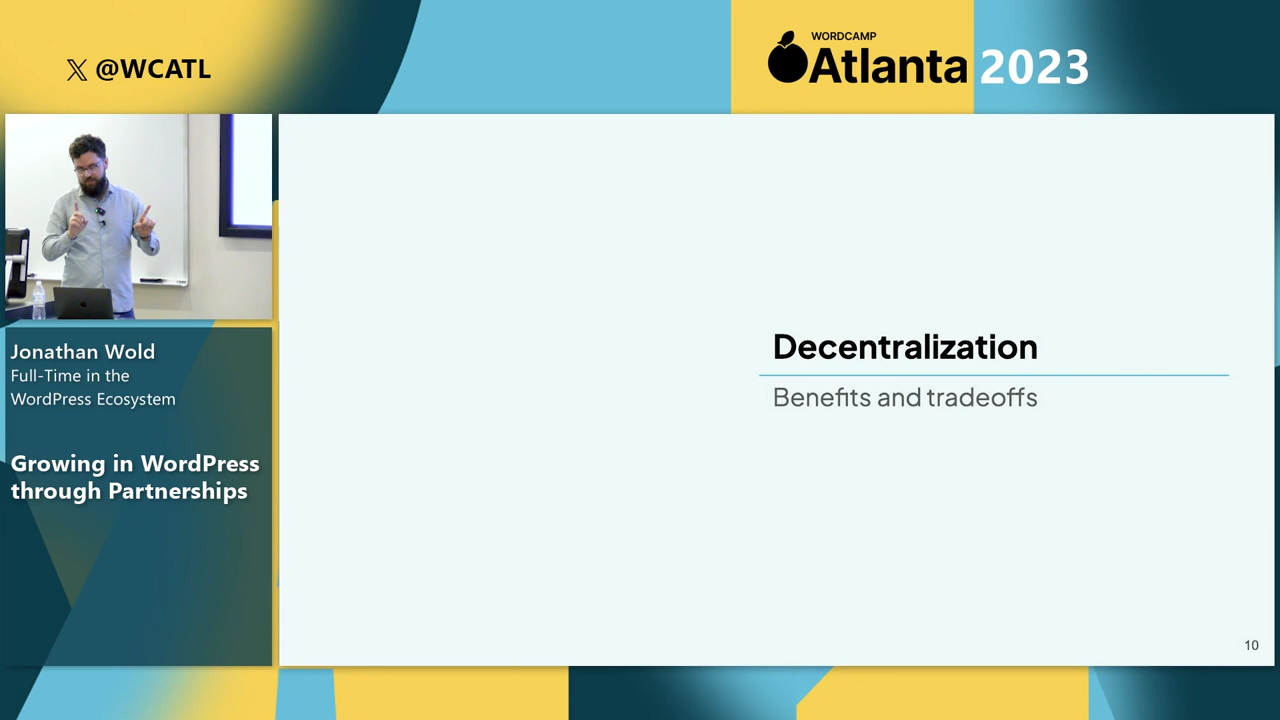 𝕏 @WCATL
WORDCAMP
Atlanta 2023
Jonathan Wold
Full-Time in the
WordPress Ecosystem
Growing in WordPress
through Partnerships
Decentralization
Benefits and tradeoffs
10